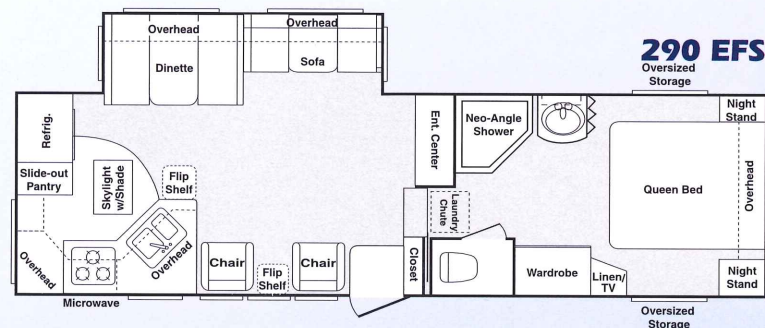 290 EFS
Overhead
Dinette
Overhead
Sofa
Oversized
Storage
Refrig.
Slide-out
Pantry
Skylight
w/Shade
Flip
Shelf
Overhead
Overhead
Microwave
Chair
Flip
Shelf
Chair
Closet
Ent. Center
Laundry
Chute
Neo-Angle
Shower
Wardrobe
Linen/
TV
Queen Bed
Night
Stand
Overhead
Night
Stand
Oversized
Storage